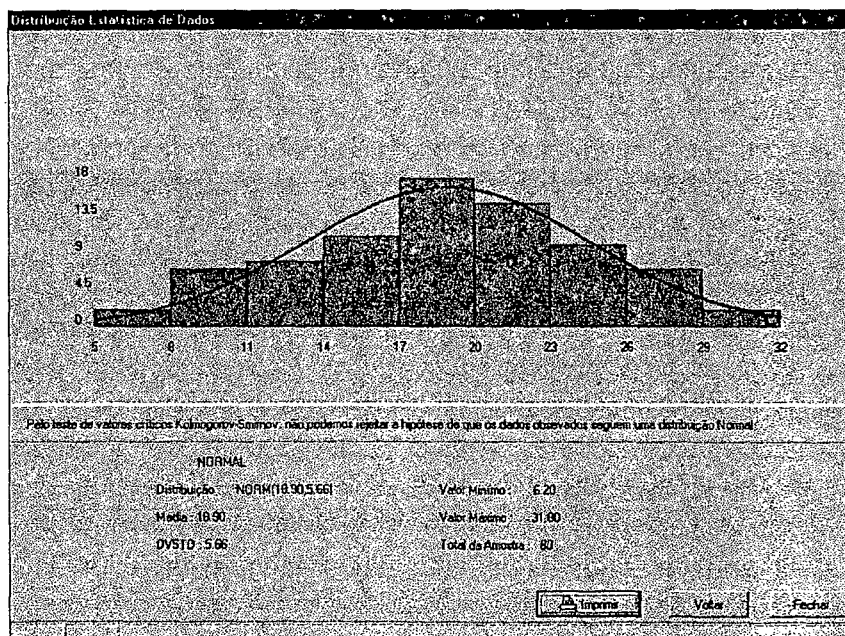 Distribuição Estatística de Dados
18
13.5
9
4.5
0
5 8 11 14 17 20 23 26 29 32
Pelo teste de valores críticos Kolmogorov-Smirnov, não podemos rejeitar a hipótese de que os dados observados seguem uma distribuição Normal.
NORMAL
Distribuição : NORM(18.90,5.66)
Valor Mínimo : 6.20
Média : 18.90
Valor Maximo : 31.80
DVSTD : 5.66
Total da Amostra : 80
Imprimir Voltar Fechar